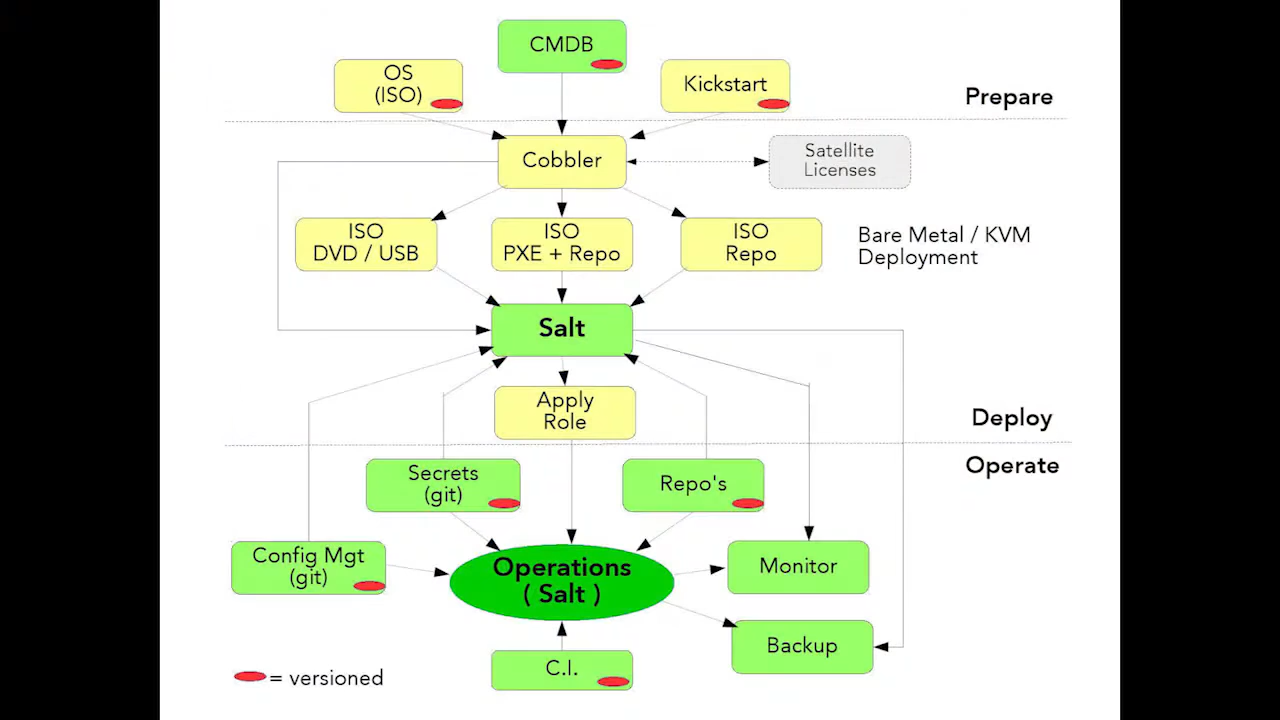 CMDB
OS
(ISO)
Kickstart
Prepare
Cobbler
Satellite
Licenses
ISO
DVD / USB
ISO
PXE + Repo
ISO
Repo
Bare Metal / KVM
Deployment
Salt
Apply
Role
Deploy
Operate
Secrets
(git)
Repo's
Config Mgt
(git)
Operations
( Salt )
Monitor
Backup
C.I.
= versioned